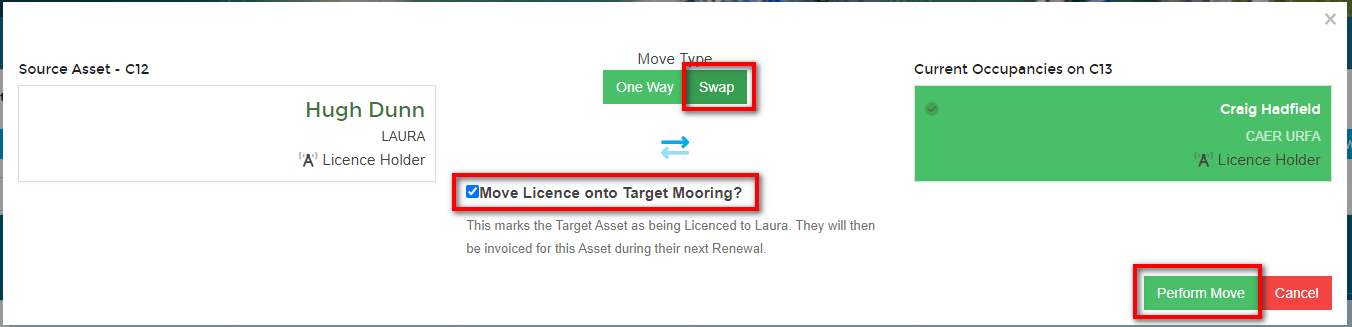 ×
Source Asset - C12
Hugh Dunn
LAURA
Licence Holder
Move Type
One Way
Swap
Move Licence onto Target Mooring?
This marks the Target Asset as being Licenced to Laura. They will then
be invoiced for this Asset during their next Renewal.
Current Occupancies on C13
Craig Hadfield
CAER URFA
Licence Holder
Perform Move
Cancel